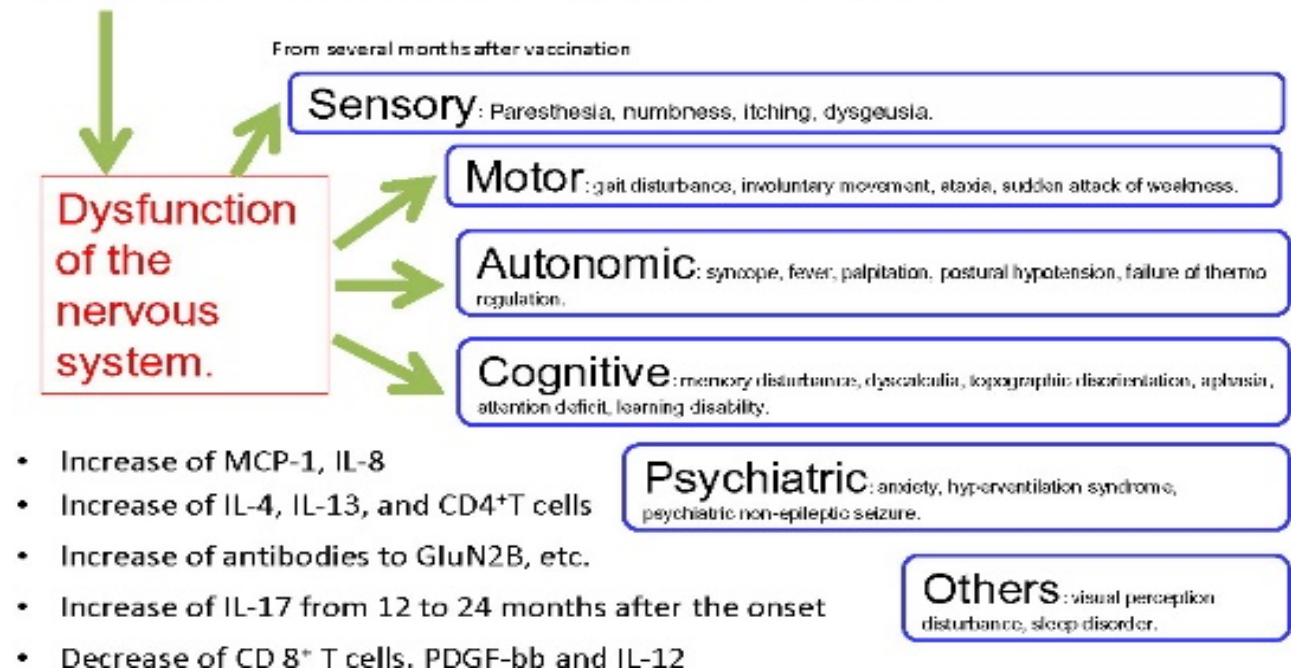 From several months after vaccination
Sensory: Paresthesia, numbness, itching, dysgeusia.
Motor: gait disturbance, involuntary movement, ataxia, sudden attack of weakness.
Dysfunction
of the
nervous
system.
Autonomic: syncope, fever, palpitation, postural hypotension, failure of thermo
regulation.
Cognitive: memory disturbance, dyscalculia, topographic disorientation, aphasia,
attention deficit, learning disability.
• Increase of MCP-1, IL-8
• Increase of IL-4, IL-13, and CD4⁺T cells
• Increase of antibodies to GluN2B, etc.
• Increase of IL-17 from 12 to 24 months after the onset
• Decrease of CD 8⁺ T cells, PDGF-bb and IL-12
Psychiatric: anxiety, hyperventilation syndrome,
psychiatric non-epileptic seizure.
Others: visual perception
disturbance, sleep disorder.